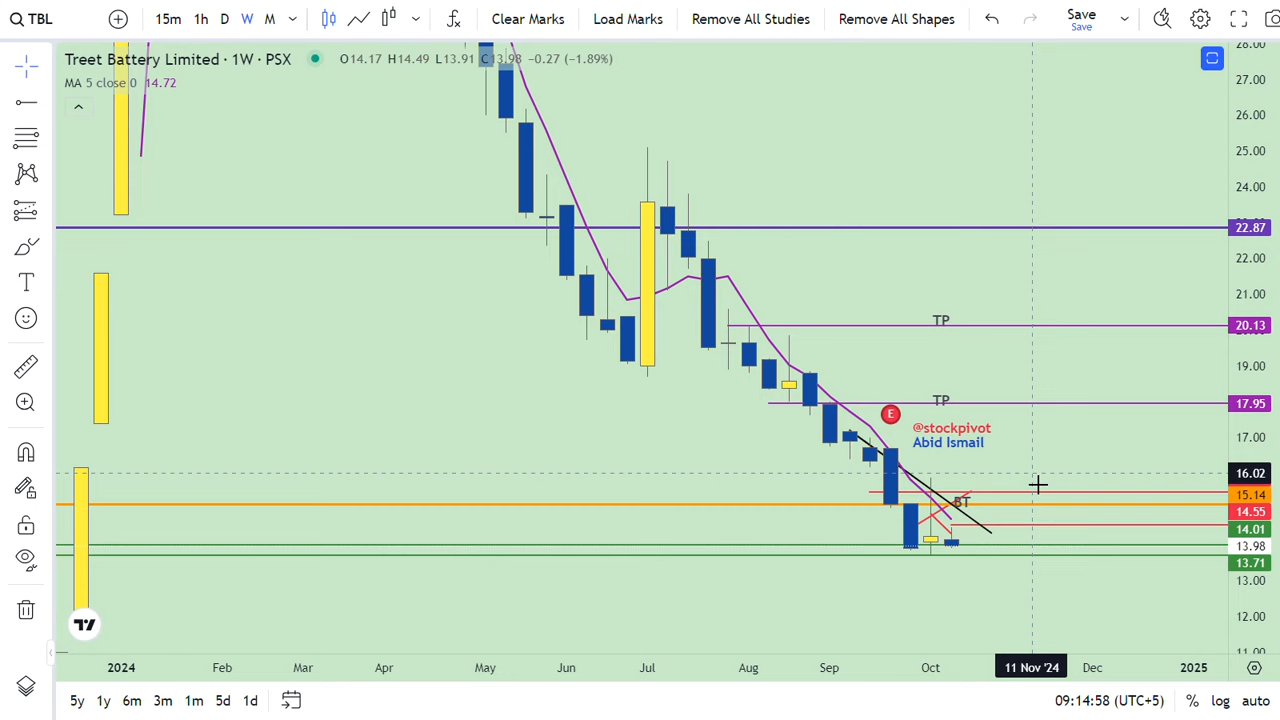 TBL
15m 1h D W M
Clear Marks Load Marks Remove All Studies Remove All Shapes
Save
Save
Treet Battery Limited · 1W · PSX O14.17 H14.49 L13.91 C13.98 −0.27 (−1.89%)
MA 5 close 0 14.72
28.00
27.00
26.00
25.00
24.00
22.87
22.00
21.00
TP 20.13
19.00
TP 17.95
E
@stockpivot
Abid Ismail
17.00
16.02
15.14
BT
14.55
14.01
13.98
13.71
13.00
12.00
11.00
2024 Feb Mar Apr May Jun Jul Aug Sep Oct 11 Nov '24 Dec 2025
5y 1y 6m 3m 1m 5d 1d 09:14:58 (UTC+5) % log auto